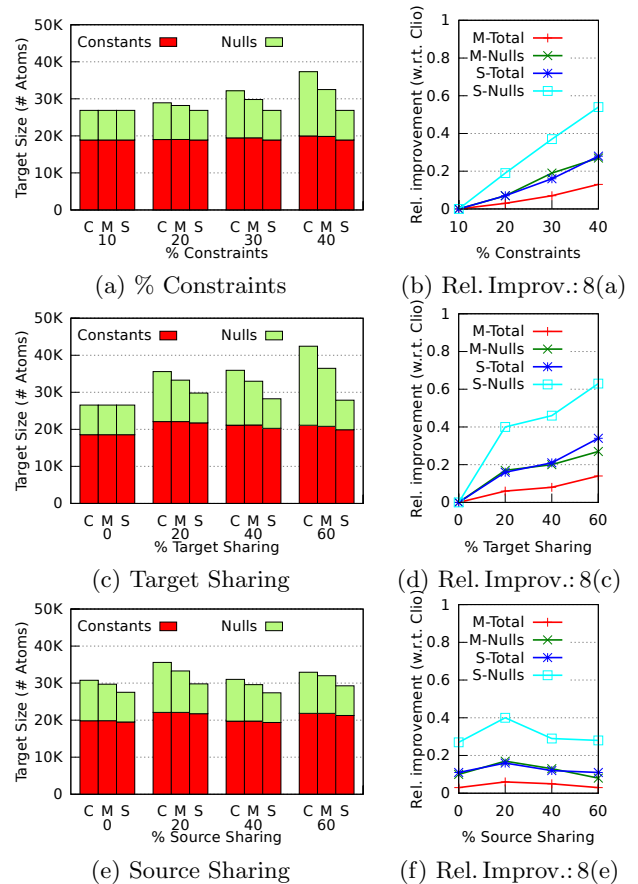 50K
40K
30K
20K
10K
0
Target Size (# Atoms)
Constants
Nulls
C M S C M S C M S C M S
10 20 30 40
% Constraints
(a) % Constraints
1
0.8
0.6
0.4
0.2
0
Rel. improvement (w.r.t. Clio)
M-Total
M-Nulls
S-Total
S-Nulls
10 20 30 40
% Constraints
(b) Rel. Improv.: 8(a)
50K
40K
30K
20K
10K
0
Target Size (# Atoms)
Constants
Nulls
C M S C M S C M S C M S
0 20 40 60
% Target Sharing
(c) Target Sharing
1
0.8
0.6
0.4
0.2
0
Rel. improvement (w.r.t. Clio)
M-Total
M-Nulls
S-Total
S-Nulls
0 20 40 60
% Target Sharing
(d) Rel. Improv.: 8(c)
50K
40K
30K
20K
10K
0
Target Size (# Atoms)
Constants
Nulls
C M S C M S C M S C M S
0 20 40 60
% Source Sharing
(e) Source Sharing
1
0.8
0.6
0.4
0.2
0
Rel. improvement (w.r.t. Clio)
M-Total
M-Nulls
S-Total
S-Nulls
0 20 40 60
% Source Sharing
(f) Rel. Improv.: 8(e)